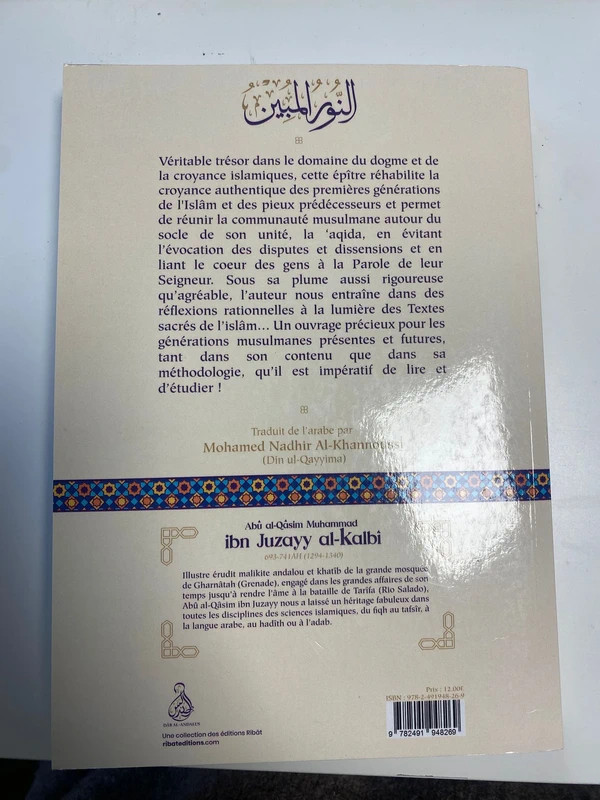 النُّورُ المُبِينُ
Véritable trésor dans le domaine du dogme et de
la croyance islamiques, cette épître réhabilite la
croyance authentique des premières générations
de l'Islâm et des pieux prédécesseurs et permet
de réunir la communauté musulmane autour du
socle de son unité, la ‘aqida, en évitant
l’évocation des disputes et dissensions et en
liant le coeur des gens à la Parole de leur
Seigneur. Sous sa plume aussi rigoureuse
qu’agréable, l’auteur nous entraîne dans des
réflexions rationnelles à la lumière des Textes
sacrés de l’islâm... Un ouvrage précieux pour les
générations musulmanes présentes et futures,
tant dans son contenu que dans sa
méthodologie, qu’il est impératif de lire et
d’étudier !
Traduit de l'arabe par
Mohamed Nadhir Al-Khannoussi
(Dîn ul-Qayyima)
Abû al-Qâsim Muhammad
ibn Juzayy al-Kalbî
693-741AH (1294-1340)
Illustre érudit malikite andalou et khatîb de la grande mosquée
de Gharnâtah (Grenade), engagé dans les grandes affaires de son
temps jusqu'à rendre l'âme à la bataille de Tarîfa (Rio Salado),
Abû al-Qâsim ibn Juzayy nous a laissé un héritage fabuleux dans
toutes les disciplines des sciences islamiques, du fiqh au tafsîr, à
la langue arabe, au hadîth ou à l'adab.
Prix : 12.00€
ISBN : 978-2-491948-26-9
9 782491 948269
Une collection des éditions Ribât
ribateditions.com